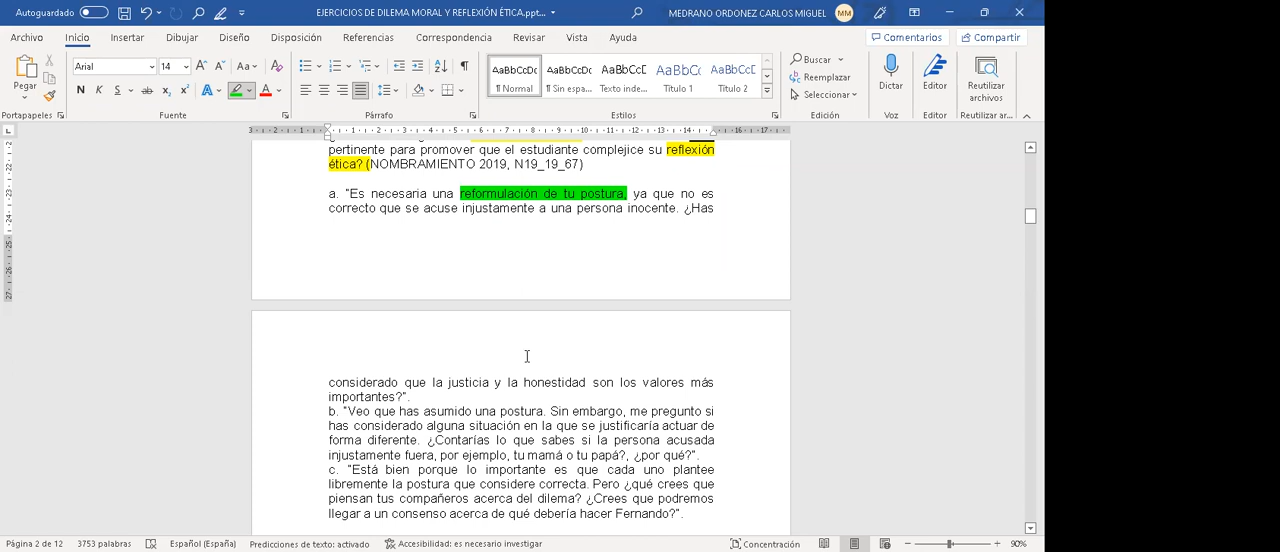 Autoguardado
EJERCICIOS DE DILEMA MORAL Y REFLEXIÓN ÉTICA.ppt...
MEDRANO ORDONEZ CARLOS MIGUEL
MM
Archivo
Inicio
Insertar
Dibujar
Diseño
Disposición
Referencias
Correspondencia
Revisar
Vista
Ayuda
Comentarios
Compartir
Pegar
Arial
14
Portapapeles
Fuente
Párrafo
AaBbCcDc
¶ Normal
AaBbCcDc
¶ Sin espa...
AaBbCcD
Texto inde...
AaBbCc
Título 1
AaBbCcD
Título 2
Estilos
Buscar
Reemplazar
Seleccionar
Edición
Dictar
Voz
Editor
Editor
Reutilizar
archivos
Reutilizar ar...
pertinente para promover que el estudiante complejice su reflexión
ética? (NOMBRAMIENTO 2019, N19_19_67)
a. "Es necesaria una reformulación de tu postura, ya que no es
correcto que se acuse injustamente a una persona inocente. ¿Has
considerado que la justicia y la honestidad son los valores más
importantes?".
b. "Veo que has asumido una postura. Sin embargo, me pregunto si
has considerado alguna situación en la que se justificaría actuar de
forma diferente. ¿Contarías lo que sabes si la persona acusada
injustamente fuera, por ejemplo, tu mamá o tu papá?, ¿por qué?".
c. "Está bien porque lo importante es que cada uno plantee
libremente la postura que considere correcta. Pero ¿qué crees que
piensan tus compañeros acerca del dilema? ¿Crees que podremos
llegar a un consenso acerca de qué debería hacer Fernando?".
Página 2 de 12
3753 palabras
Español (España)
Predicciones de texto: activado
Accesibilidad: es necesario investigar
Concentración
90%